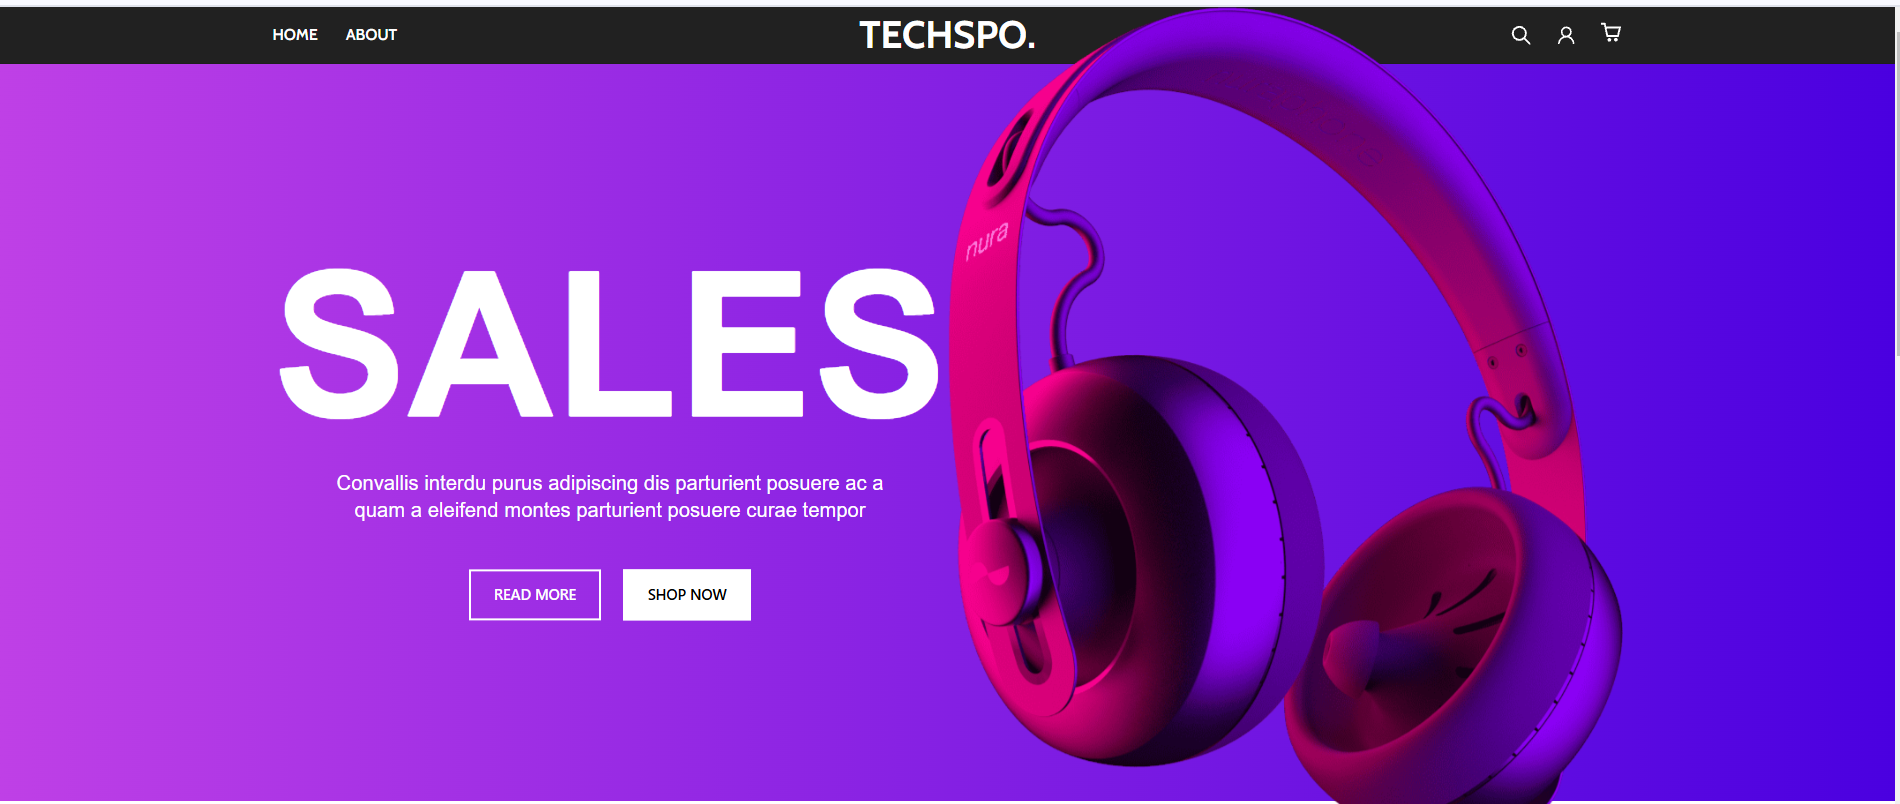 HOME ABOUT TECHSPO.
nura
SALES
Convallis interdu purus adipiscing dis parturient posuere ac a
quam a eleifend montes parturient posuere curae tempor
READ MORE SHOP NOW